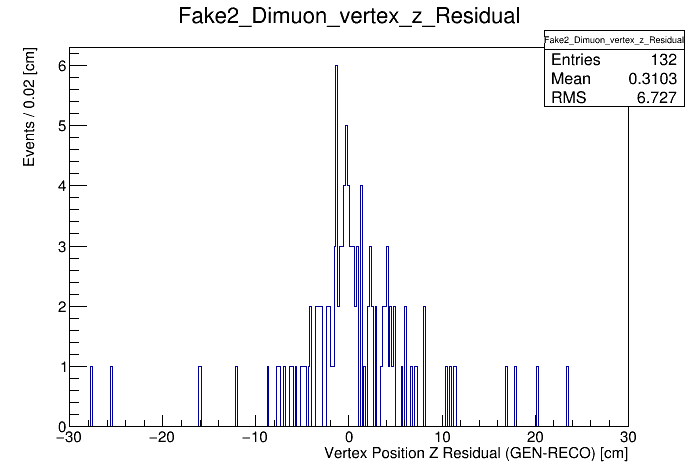 Fake2_Dimuon_vertex_z_Residual
Fake2_Dimuon_vertex_z_Residual
Entries 132
Mean 0.3103
RMS 6.727
Events / 0.02 [cm]
6
5
4
3
2
1
0
−30 −20 −10 0 10 20 30
Vertex Position Z Residual (GEN-RECO) [cm]